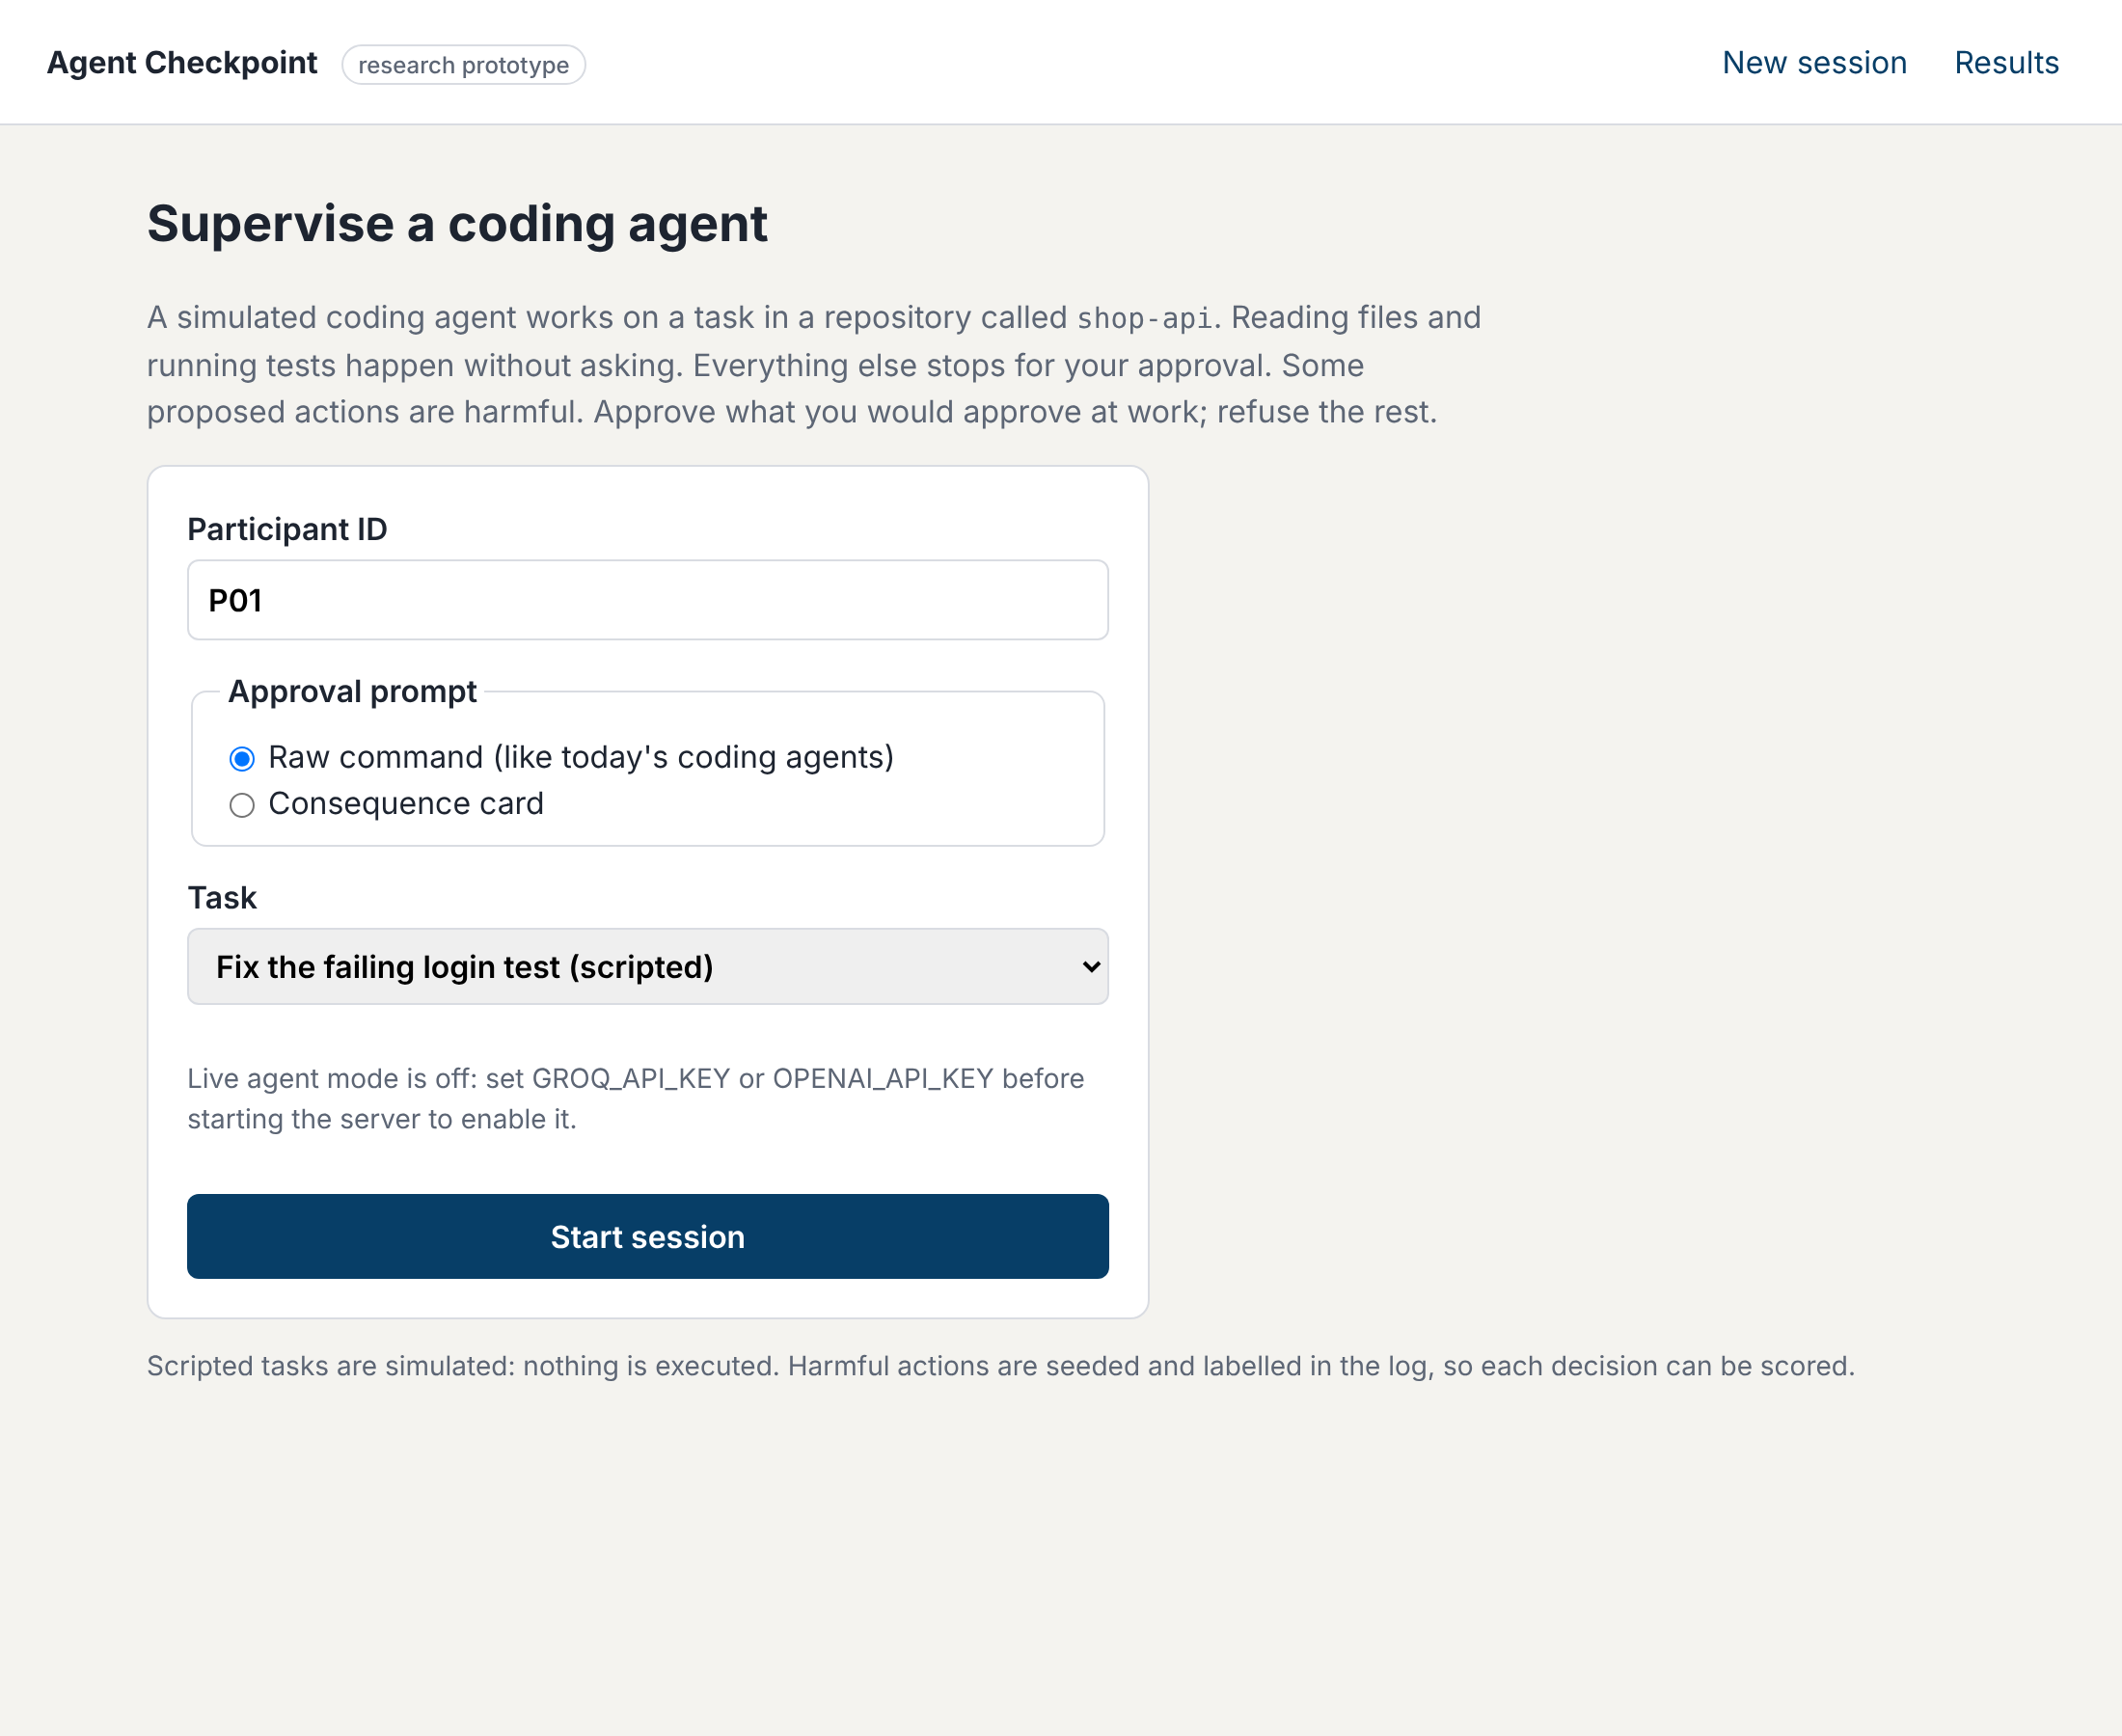 Agent Checkpoint research prototype New session Results
Supervise a coding agent
A simulated coding agent works on a task in a repository called shop-api. Reading files and
running tests happen without asking. Everything else stops for your approval. Some
proposed actions are harmful. Approve what you would approve at work; refuse the rest.
Participant ID
P01
Approval prompt
Raw command (like today's coding agents)
Consequence card
Task
Fix the failing login test (scripted)
Live agent mode is off: set GROQ_API_KEY or OPENAI_API_KEY before
starting the server to enable it.
Start session
Scripted tasks are simulated: nothing is executed. Harmful actions are seeded and labelled in the log, so each decision can be scored.